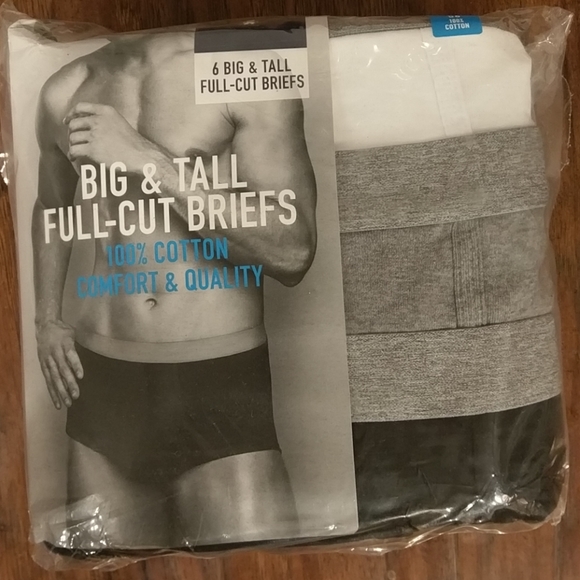 6 BIG & TALL
FULL-CUT BRIEFS
100%
COTTON
BIG & TALL
FULL-CUT BRIEFS
100% COTTON
COMFORT & QUALITY